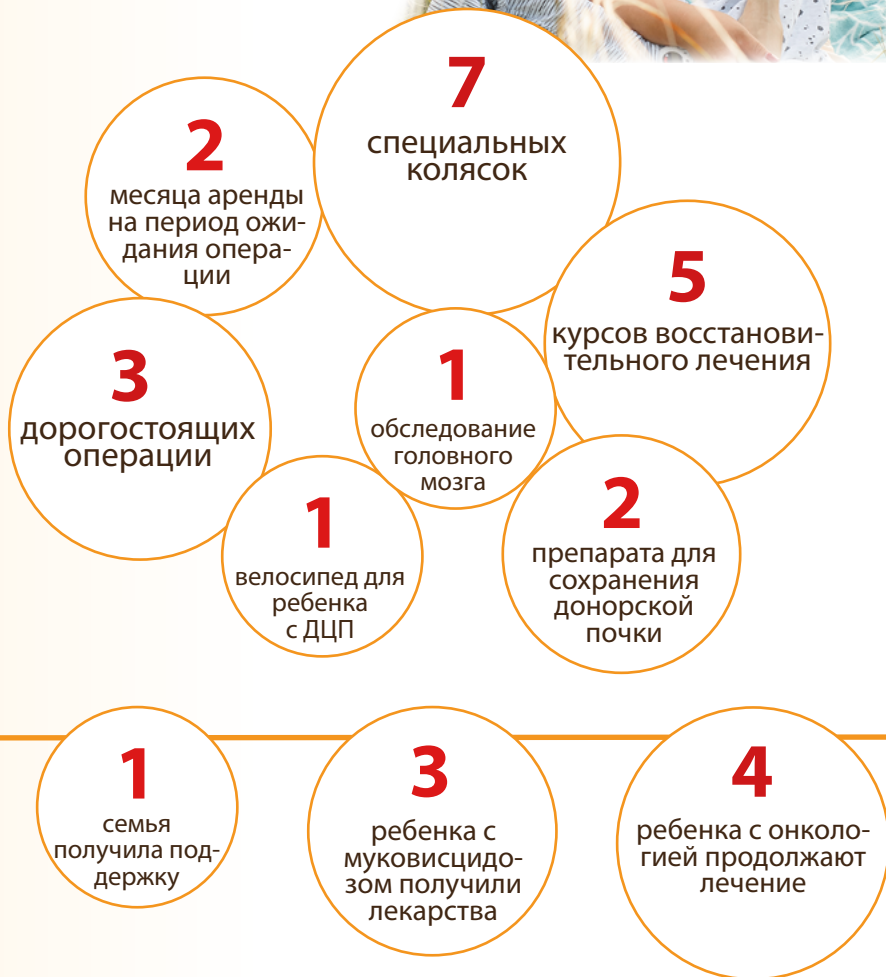 7
специальных
колясок
2
месяца аренды
на период ожи-
дания опера-
ции
5
курсов восстанови-
тельного лечения
3
дорогостоящих
операции
1
обследование
головного
мозга
2
препарата для
сохранения
донорской
почки
1
велосипед для
ребенка
с ДЦП
1
семья
получила под-
держку
3
ребенка с
муковисцидо-
зом получили
лекарства
4
ребенка с онколо-
гией продолжают
лечение